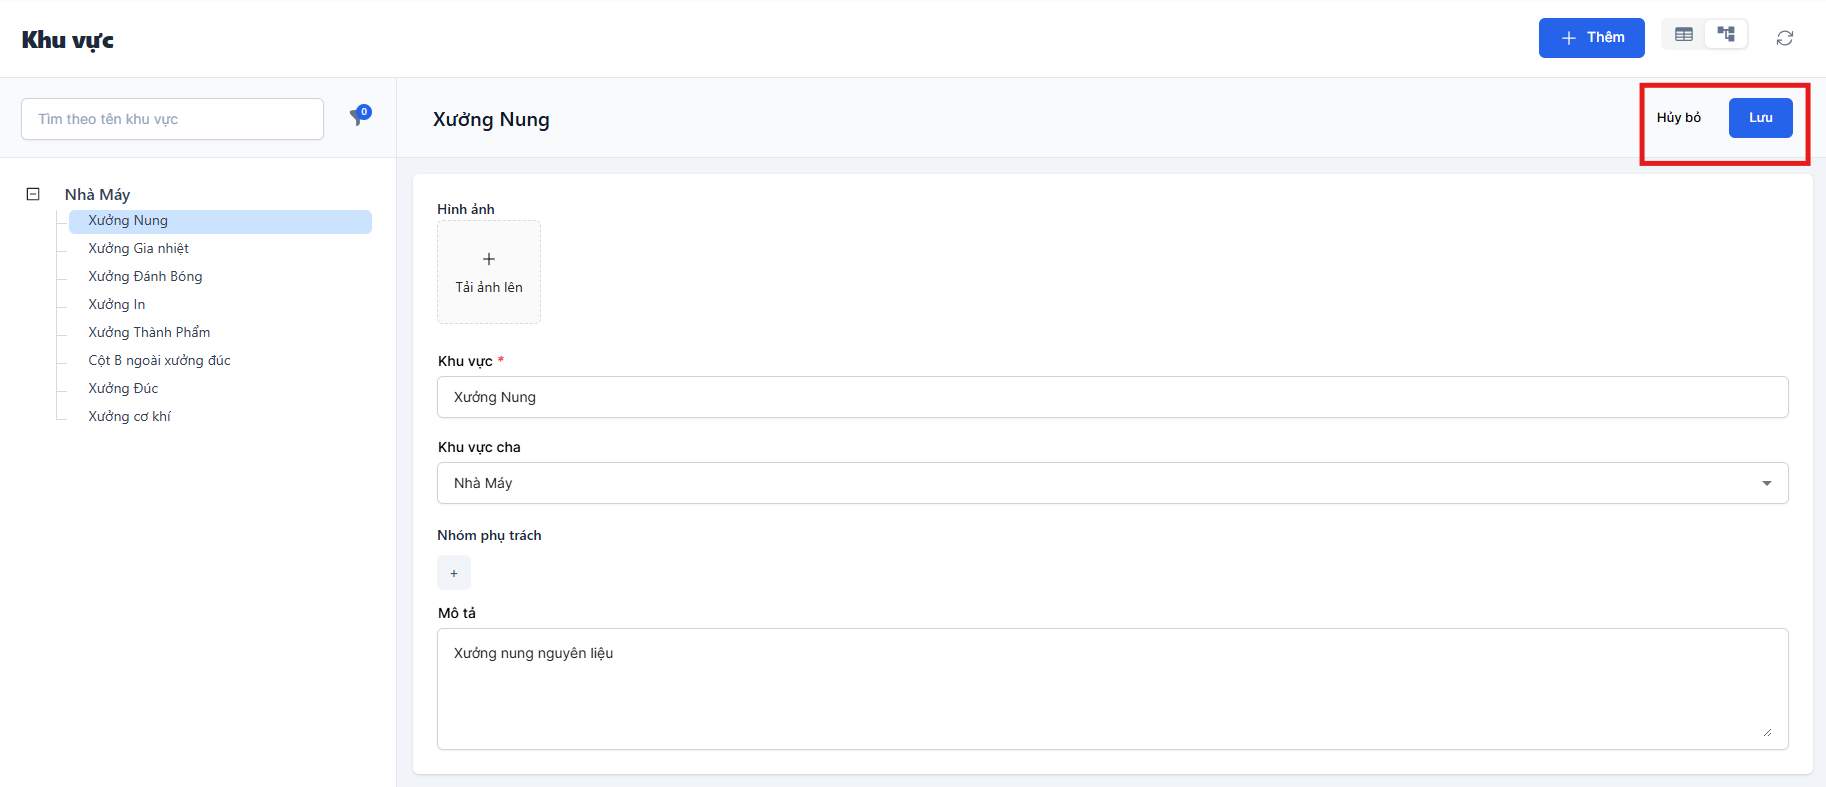 Khu vực
Thêm
Tìm theo tên khu vực
0
Xưởng Nung
Hủy bỏ
Lưu
Nhà Máy
Xưởng Nung
Xưởng Gia nhiệt
Xưởng Đánh Bóng
Xưởng In
Xưởng Thành Phẩm
Cột B ngoài xưởng đúc
Xưởng Đúc
Xưởng cơ khí
Hình ảnh
+
Tải ảnh lên
Khu vực *
Xưởng Nung
Khu vực cha
Nhà Máy
Nhóm phụ trách
+
Mô tả
Xưởng nung nguyên liệu